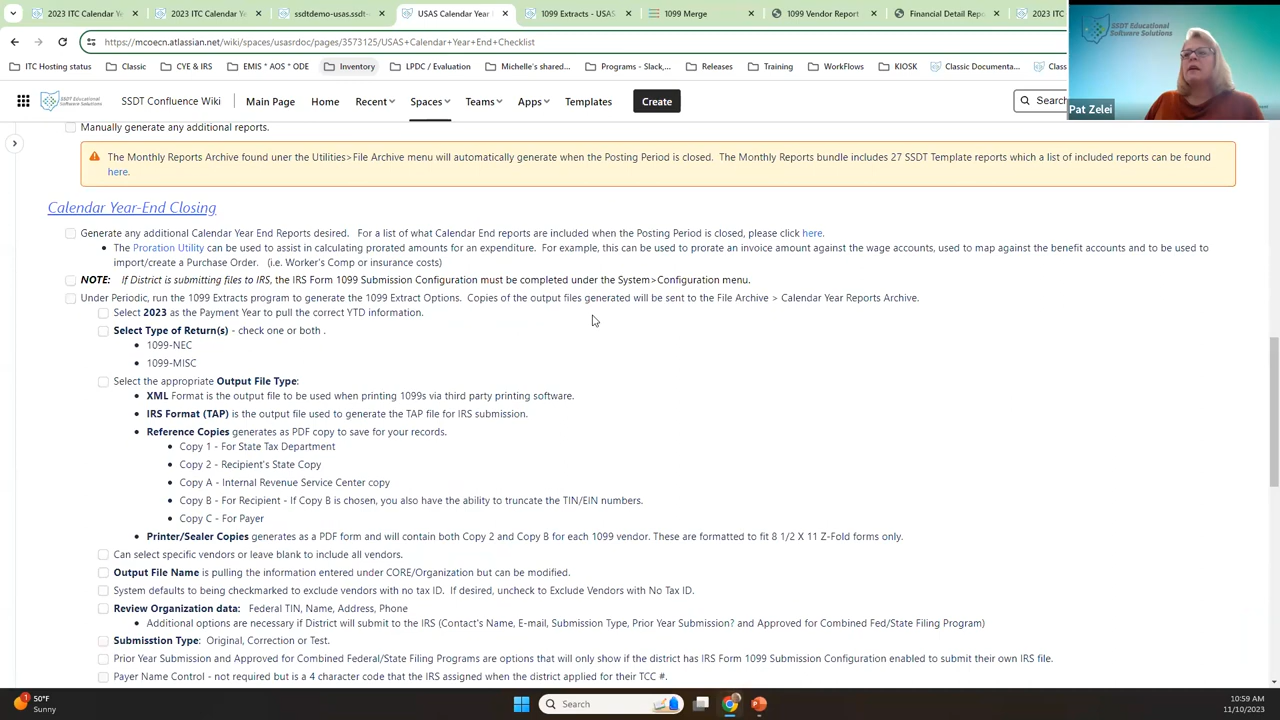 2023 ITC Calendar Y
2023 ITC Calendar Y
ssdtdemo-usas.ssdt-
USAS Calendar Year
1099 Extracts - USAS
1099 Merge
1099 Vendor Report
Financial Detail Rep
2023 ITC
https://mcoecn.atlassian.net/wiki/spaces/usasrdoc/pages/3573125/USAS+Calendar+Year+End+Checklist
ITC Hosting status
Classic
CYE & IRS
EMIS * AOS * ODE
Inventory
LPDC / Evaluation
Michelle's shared...
Programs - Slack,...
Releases
Training
WorkFlows
KIOSK
Classic Documenta...
Class
SSDT Educational
Software Solutions
Pat Zelei
SSDT Educational
Software Solutions
SSDT Confluence Wiki
Main Page
Home
Recent
Spaces
Teams
Apps
Templates
Create
Search
Manually generate any additional reports.
The Monthly Reports Archive found uner the Utilities>File Archive menu will automatically generate when the Posting Period is closed. The Monthly Reports bundle includes 27 SSDT Template reports which a list of included reports can be found
here.
Calendar Year-End Closing
Generate any additional Calendar Year End Reports desired. For a list of what Calendar End reports are included when the Posting Period is closed, please click here.
The Proration Utility can be used to assist in calculating prorated amounts for an expenditure. For example, this can be used to prorate an invoice amount against the wage accounts, used to map against the benefit accounts and to be used to
import/create a Purchase Order. (i.e. Worker's Comp or insurance costs)
NOTE: If District is submitting files to IRS, the IRS Form 1099 Submission Configuration must be completed under the System>Configuration menu.
Under Periodic, run the 1099 Extracts program to generate the 1099 Extract Options. Copies of the output files generated will be sent to the File Archive > Calendar Year Reports Archive.
Select 2023 as the Payment Year to pull the correct YTD information.
Select Type of Return(s) - check one or both .
1099-NEC
1099-MISC
Select the appropriate Output File Type:
XML Format is the output file to be used when printing 1099s via third party printing software.
IRS Format (TAP) is the output file used to generate the TAP file for IRS submission.
Reference Copies generates as PDF copy to save for your records.
Copy 1 - For State Tax Department
Copy 2 - Recipient's State Copy
Copy A - Internal Revenue Service Center copy
Copy B - For Recipient - If Copy B is chosen, you also have the ability to truncate the TIN/EIN numbers.
Copy C - For Payer
Printer/Sealer Copies generates as a PDF form and will contain both Copy 2 and Copy B for each 1099 vendor. These are formatted to fit 8 1/2 X 11 Z-Fold forms only.
Can select specific vendors or leave blank to include all vendors.
Output File Name is pulling the information entered under CORE/Organization but can be modified.
System defaults to being checkmarked to exclude vendors with no tax ID. If desired, uncheck to Exclude Vendors with No Tax ID.
Review Organization data: Federal TIN, Name, Address, Phone
Additional options are necessary if District will submit to the IRS (Contact's Name, E-mail, Submission Type, Prior Year Submission? and Approved for Combined Fed/State Filing Program)
Submisstion Type: Original, Correction or Test.
Prior Year Submission and Approved for Combined Federal/State Filing Programs are options that will only show if the district has IRS Form 1099 Submission Configuration enabled to submit their own IRS file.
Payer Name Control - not required but is a 4 character code that the IRS assigned when the district applied for their TCC #.
50°F
Sunny
Search
10:59 AM
11/10/2023